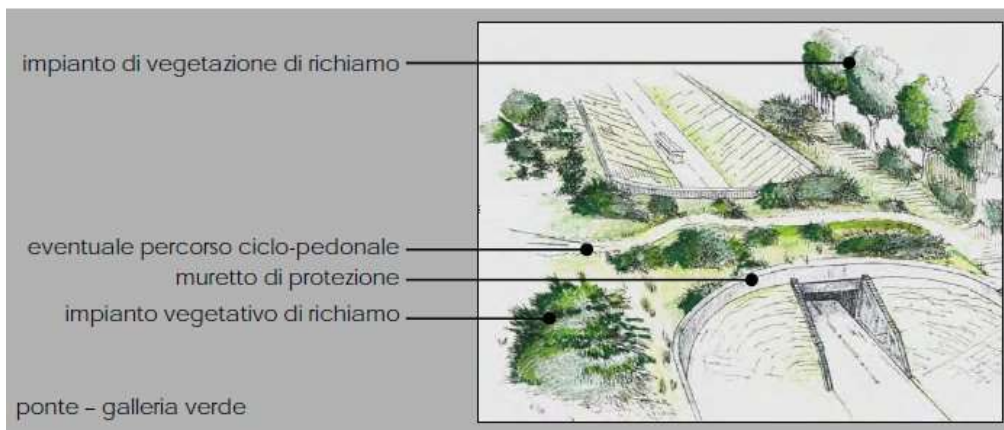 impianto di vegetazione di richiamo
eventuale percorso ciclo-pedonale
muretto di protezione
impianto vegetativo di richiamo
ponte – galleria verde